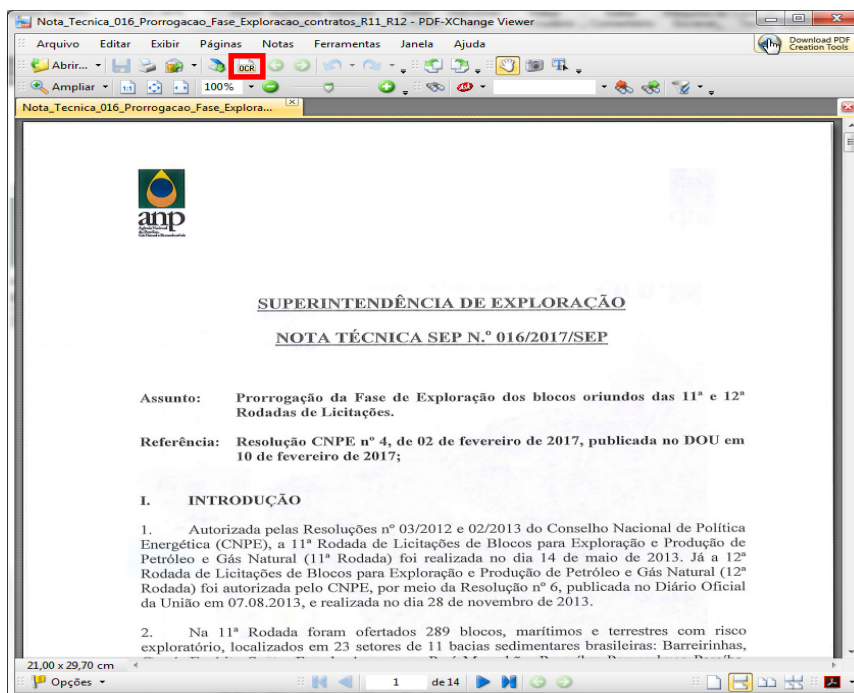 Nota_Tecnica_016_Prorrogacao_Fase_Exploracao_contratos_R11_R12 - PDF-XChange Viewer
Arquivo Editar Exibir Páginas Notas Ferramentas Janela Ajuda
Download PDF
Creation Tools
Abrir... OCR
Ampliar 100%
Nota_Tecnica_016_Prorrogacao_Fase_Explora...
anp
SUPERINTENDÊNCIA DE EXPLORAÇÃO
NOTA TÉCNICA SEP N.º 016/2017/SEP
Assunto: Prorrogação da Fase de Exploração dos blocos oriundos das 11ª e 12ª
Rodadas de Licitações.
Referência: Resolução CNPE nº 4, de 02 de fevereiro de 2017, publicada no DOU em
10 de fevereiro de 2017;
I. INTRODUÇÃO
1. Autorizada pelas Resoluções nº 03/2012 e 02/2013 do Conselho Nacional de Política
Energética (CNPE), a 11ª Rodada de Licitações de Blocos para Exploração e Produção de
Petróleo e Gás Natural (11ª Rodada) foi realizada no dia 14 de maio de 2013. Já a 12ª
Rodada de Licitações de Blocos para Exploração e Produção de Petróleo e Gás Natural (12ª
Rodada) foi autorizada pelo CNPE, por meio da Resolução nº 6, publicada no Diário Oficial
da União em 07.08.2013, e realizada no dia 28 de novembro de 2013.
2. Na 11ª Rodada foram ofertados 289 blocos, marítimos e terrestres com risco
exploratório, localizados em 23 setores de 11 bacias sedimentares brasileiras: Barreirinhas,
21,00 x 29,70 cm
Opções 1 de 14